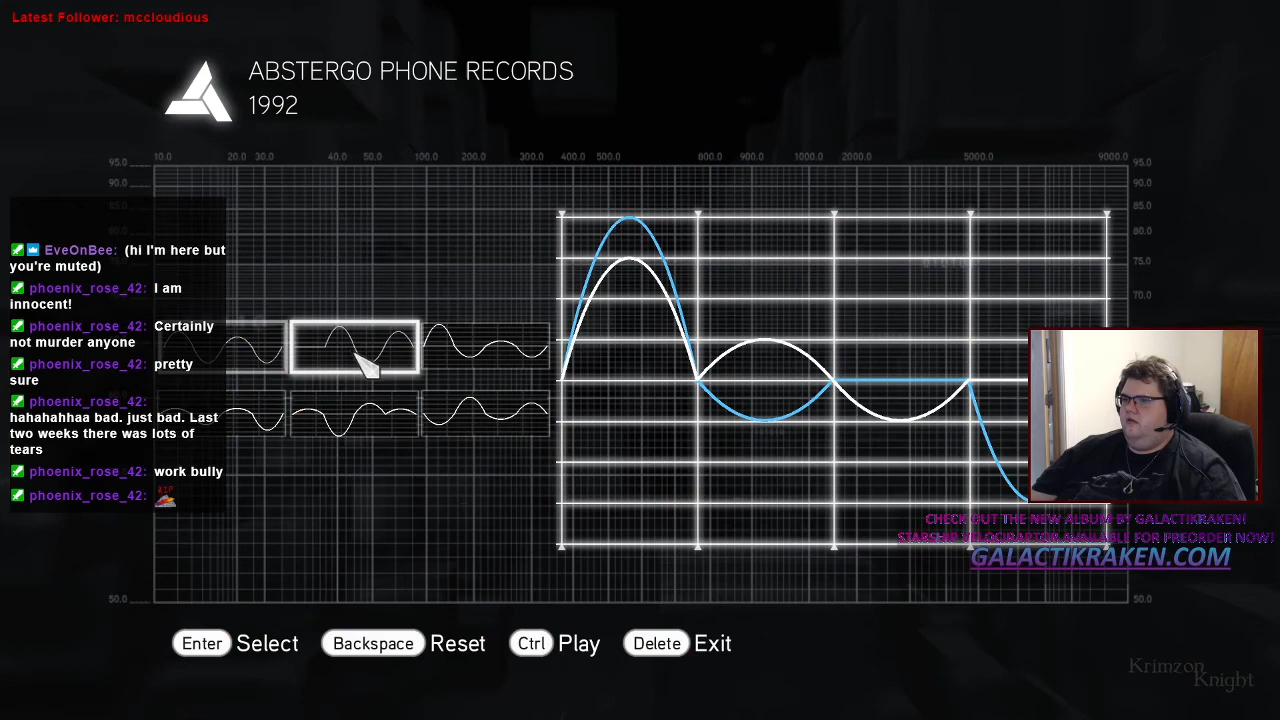 Latest Follower: mccloudious
ABSTERGO PHONE RECORDS
1992
10.0 20.0 30.0 40.0 50.0 100.0 200.0 300.0 400.0 500.0 800.0 900.0 1000.0 2000.0 5000.0 9000.0
95.0 95.0
90.0 90.0
85.0 85.0
80.0
75.0
70.0
EveOnBee: (hi I'm here but
you're muted)
phoenix_rose_42: I am
innocent!
phoenix_rose_42: Certainly
not murder anyone
phoenix_rose_42: pretty
sure
phoenix_rose_42:
hahahahhaa bad. just bad. Last
two weeks there was lots of
tears
phoenix_rose_42: work bully
phoenix_rose_42:
RIP
CHECK OUT THE NEW ALBUM BY GALACTIKRAKEN!
STARSHIP VELOCIRAPTOR AVAILABLE FOR PREORDER NOW!
GALACTIKRAKEN.COM
50.0 50.0
Enter Select Backspace Reset Ctrl Play Delete Exit
Krimzon
Knight